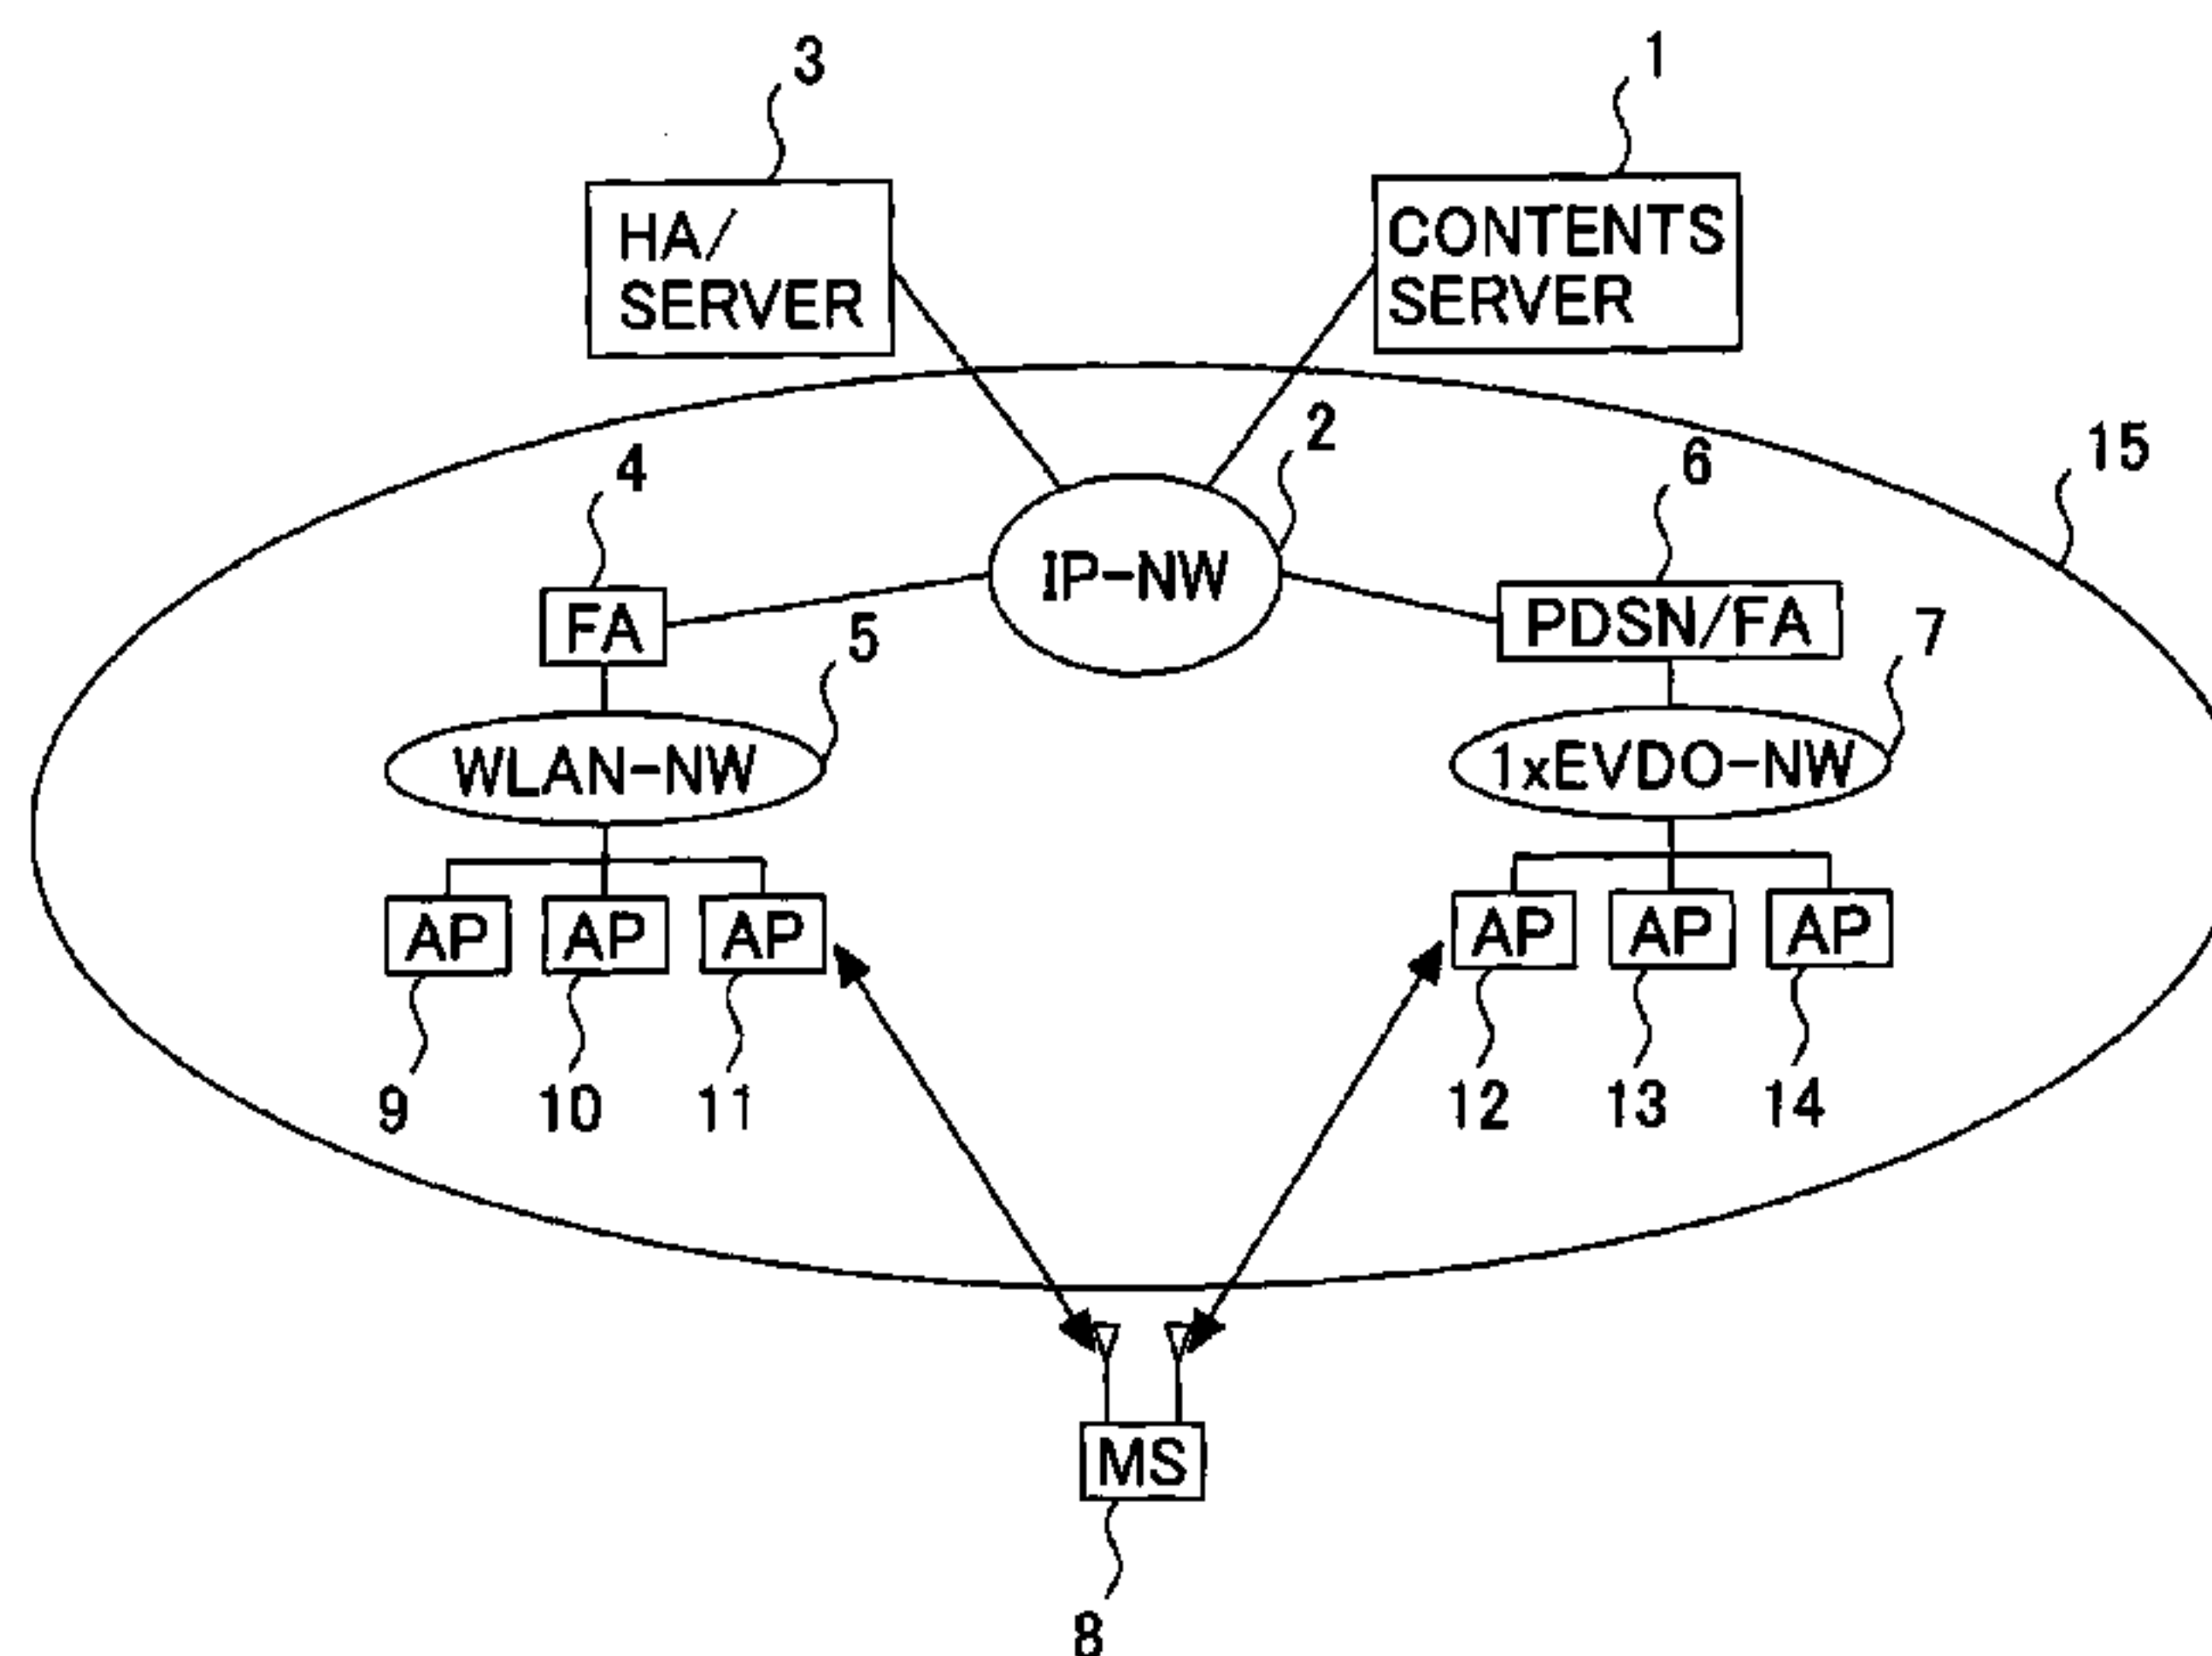 3
1
HA/
SERVER
CONTENTS
SERVER
2
4
6
15
IP-NW
FA
PDSN/FA
5
7
WLAN-NW
1xEVDO-NW
AP
AP
AP
AP
AP
AP
9
10
11
12
13
14
MS
8